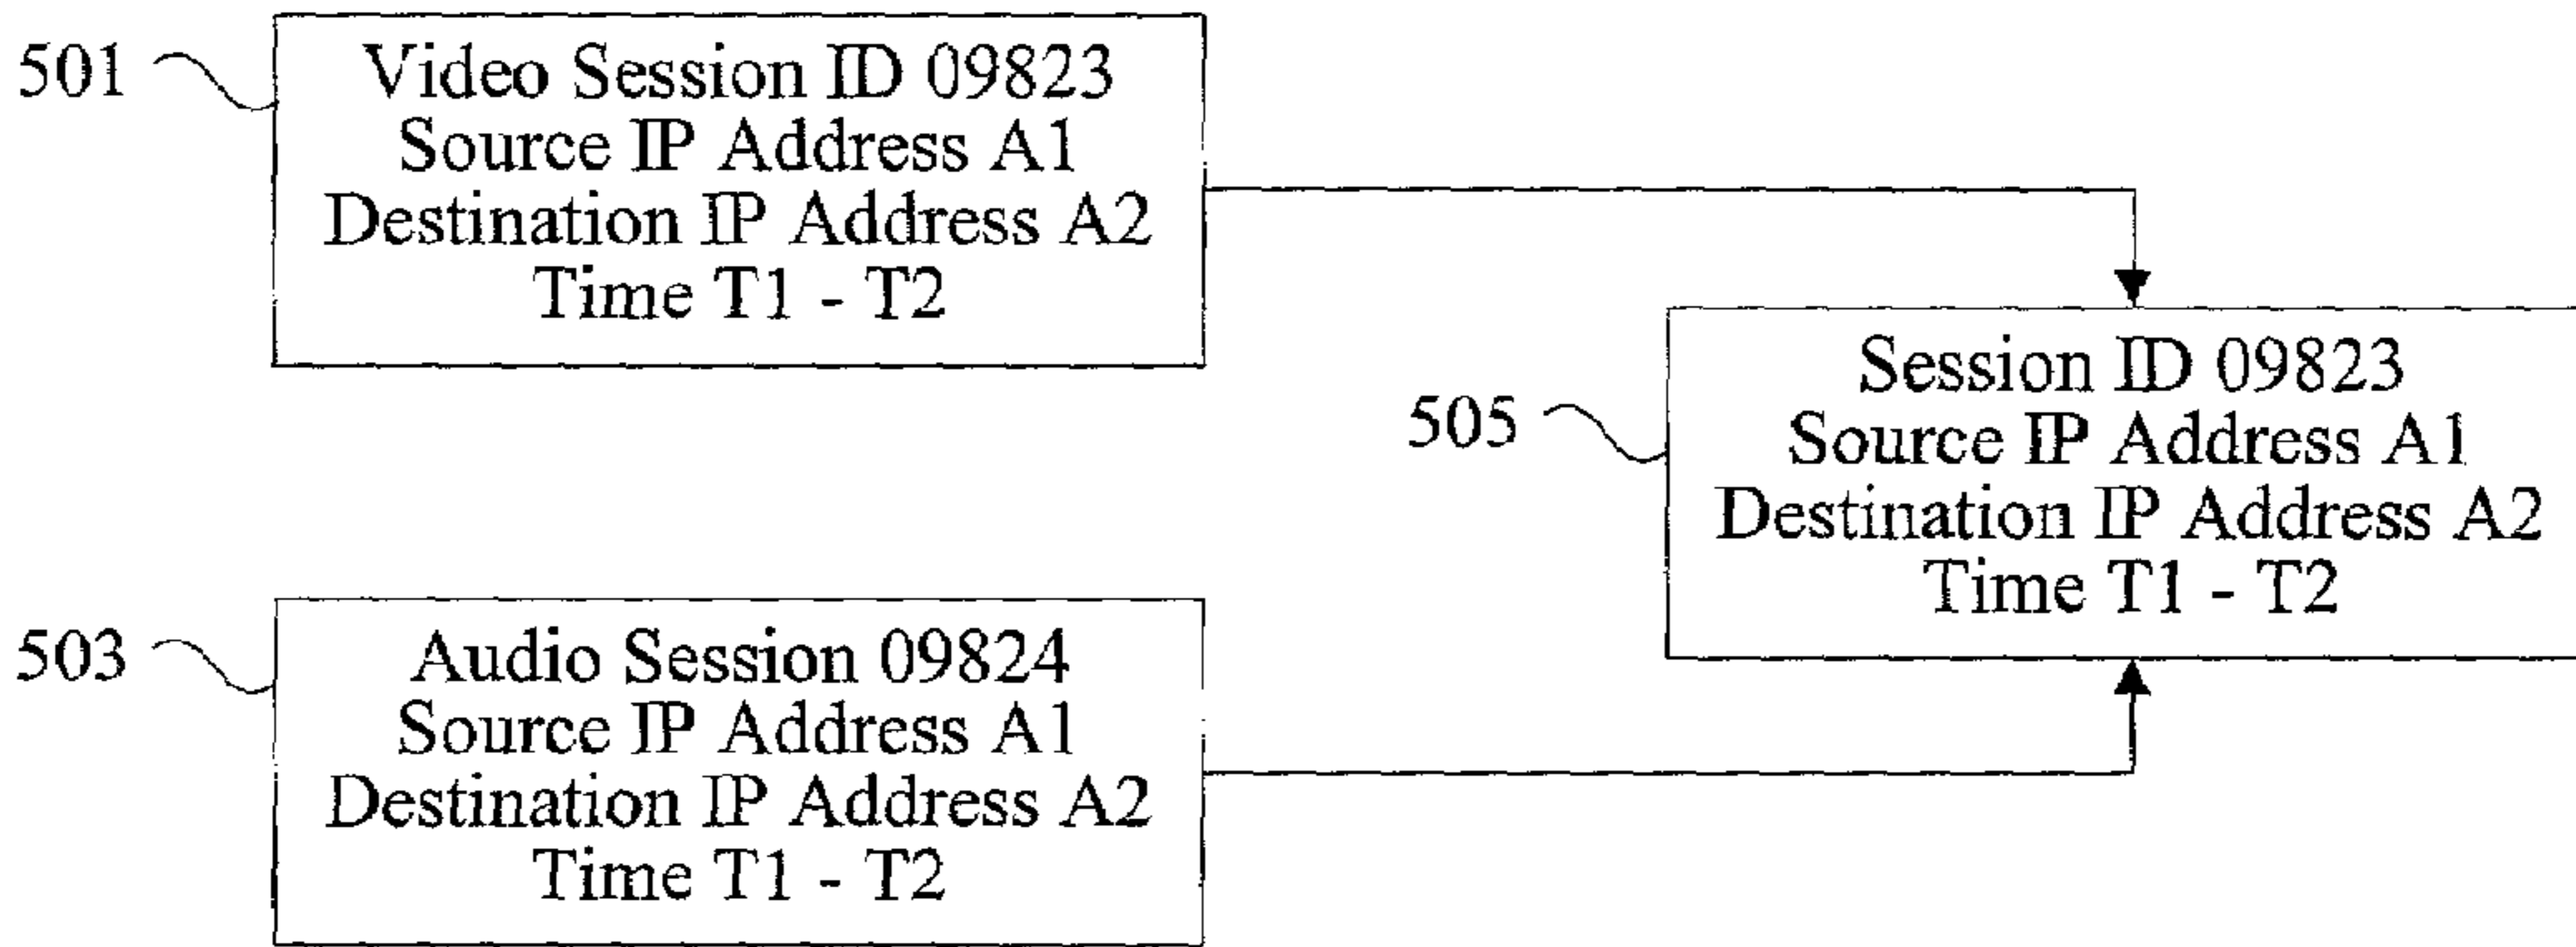 501
Video Session ID 09823
Source IP Address A1
Destination IP Address A2
Time T1 - T2
505
Session ID 09823
Source IP Address A1
Destination IP Address A2
Time T1 - T2
503
Audio Session 09824
Source IP Address A1
Destination IP Address A2
Time T1 - T2